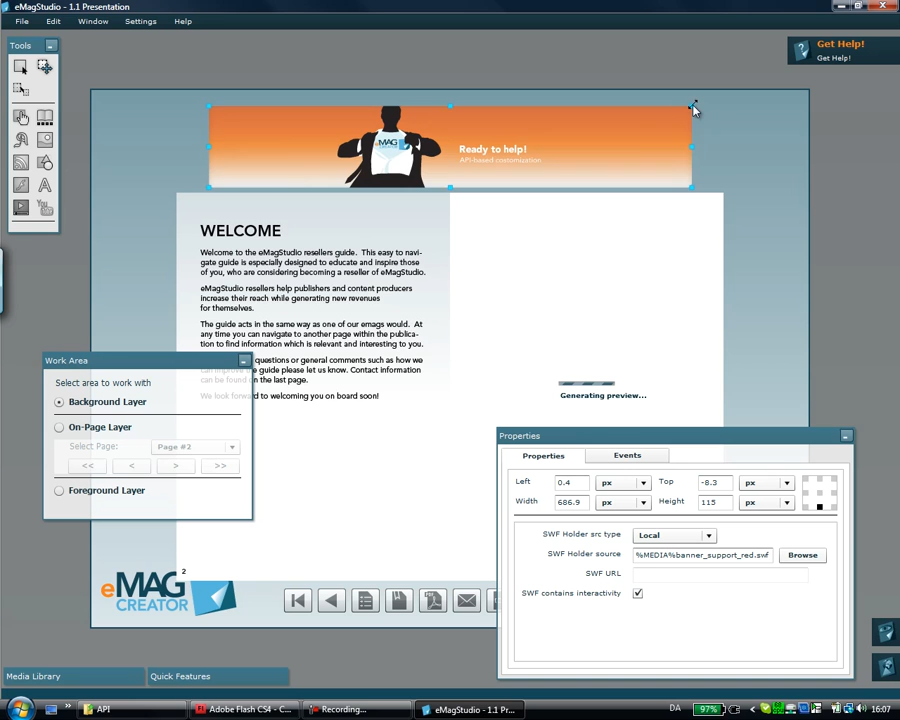 eMagStudio - 1.1 Presentation
File Edit Window Settings Help
Tools
Get Help!
Get Help!
eMAG
Ready to help!
API-based customization
WELCOME
Welcome to the eMagStudio resellers guide. This easy to navi-
gate guide is especially designed to educate and inspire those
of you, who are considering becoming a reseller of eMagStudio.
eMagStudio resellers help publishers and content producers
increase their reach while generating new revenues
for themselves.
The guide acts in the same way as one of our emags would. At
any time you can navigate to another page within the publica-
tion to find information which is relevant and interesting to you.
questions or general comments such as how we
can improve the guide please let us know. Contact information
can be found on the last page.
We look forward to welcoming you on board soon!
Generating preview...
Work Area
Select area to work with
Background Layer
On-Page Layer
Select Page: Page #2
<< < > >>
Foreground Layer
Properties
Properties Events
Left 0.4 px Top -8.3 px
Width 686.9 px Height 115 px
SWF Holder src type Local
SWF Holder source %MEDIA%banner_support_red.swf Browse
SWF URL
SWF contains interactivity
2
eMAG
CREATOR
You
Media Library
Quick Features
API
Adobe Flash CS4 - C...
Recording...
eMagStudio - 1.1 Pr...
DA 97% 16:07